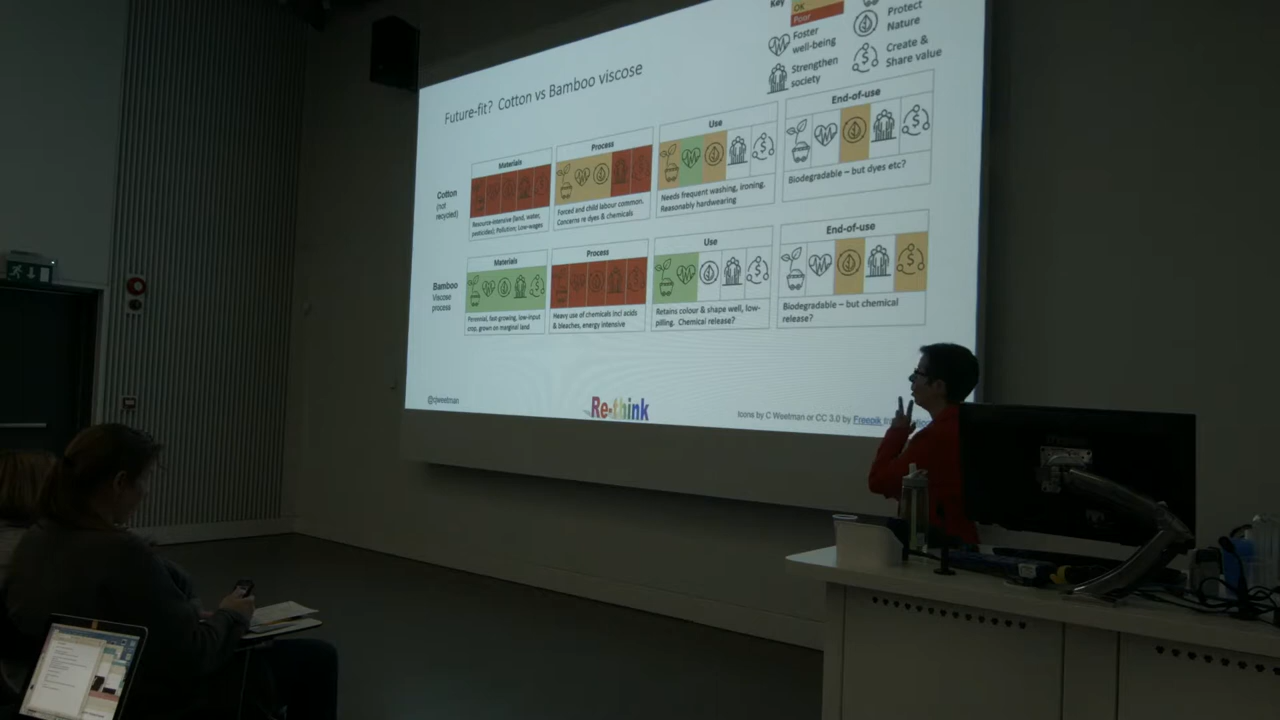 Key
OK
Poor
Protect
Nature
Foster
well-being
Create &
Share value
Strengthen
society
Future-fit? Cotton vs Bamboo viscose
Cotton
(not
recycled)
Materials
Resource-intensive (land, water,
pesticides); Pollution; Low-wages
Process
Forced and child labour common.
Concerns re dyes & chemicals
Use
Needs frequent washing, ironing.
Reasonably hardwearing
End-of-use
Biodegradable – but dyes etc?
Bamboo
Viscose
process
Materials
Perennial, fast growing, low-input
crop, grown on marginal land
Process
Heavy use of chemicals incl acids
& bleaches, energy intensive
Use
Retains colour & shape well, low-
pilling. Chemical release?
End-of-use
Biodegradable – but chemical
release?
@cjweetman
Re-think
Icons by C Weetman or CC 3.0 by Freepik